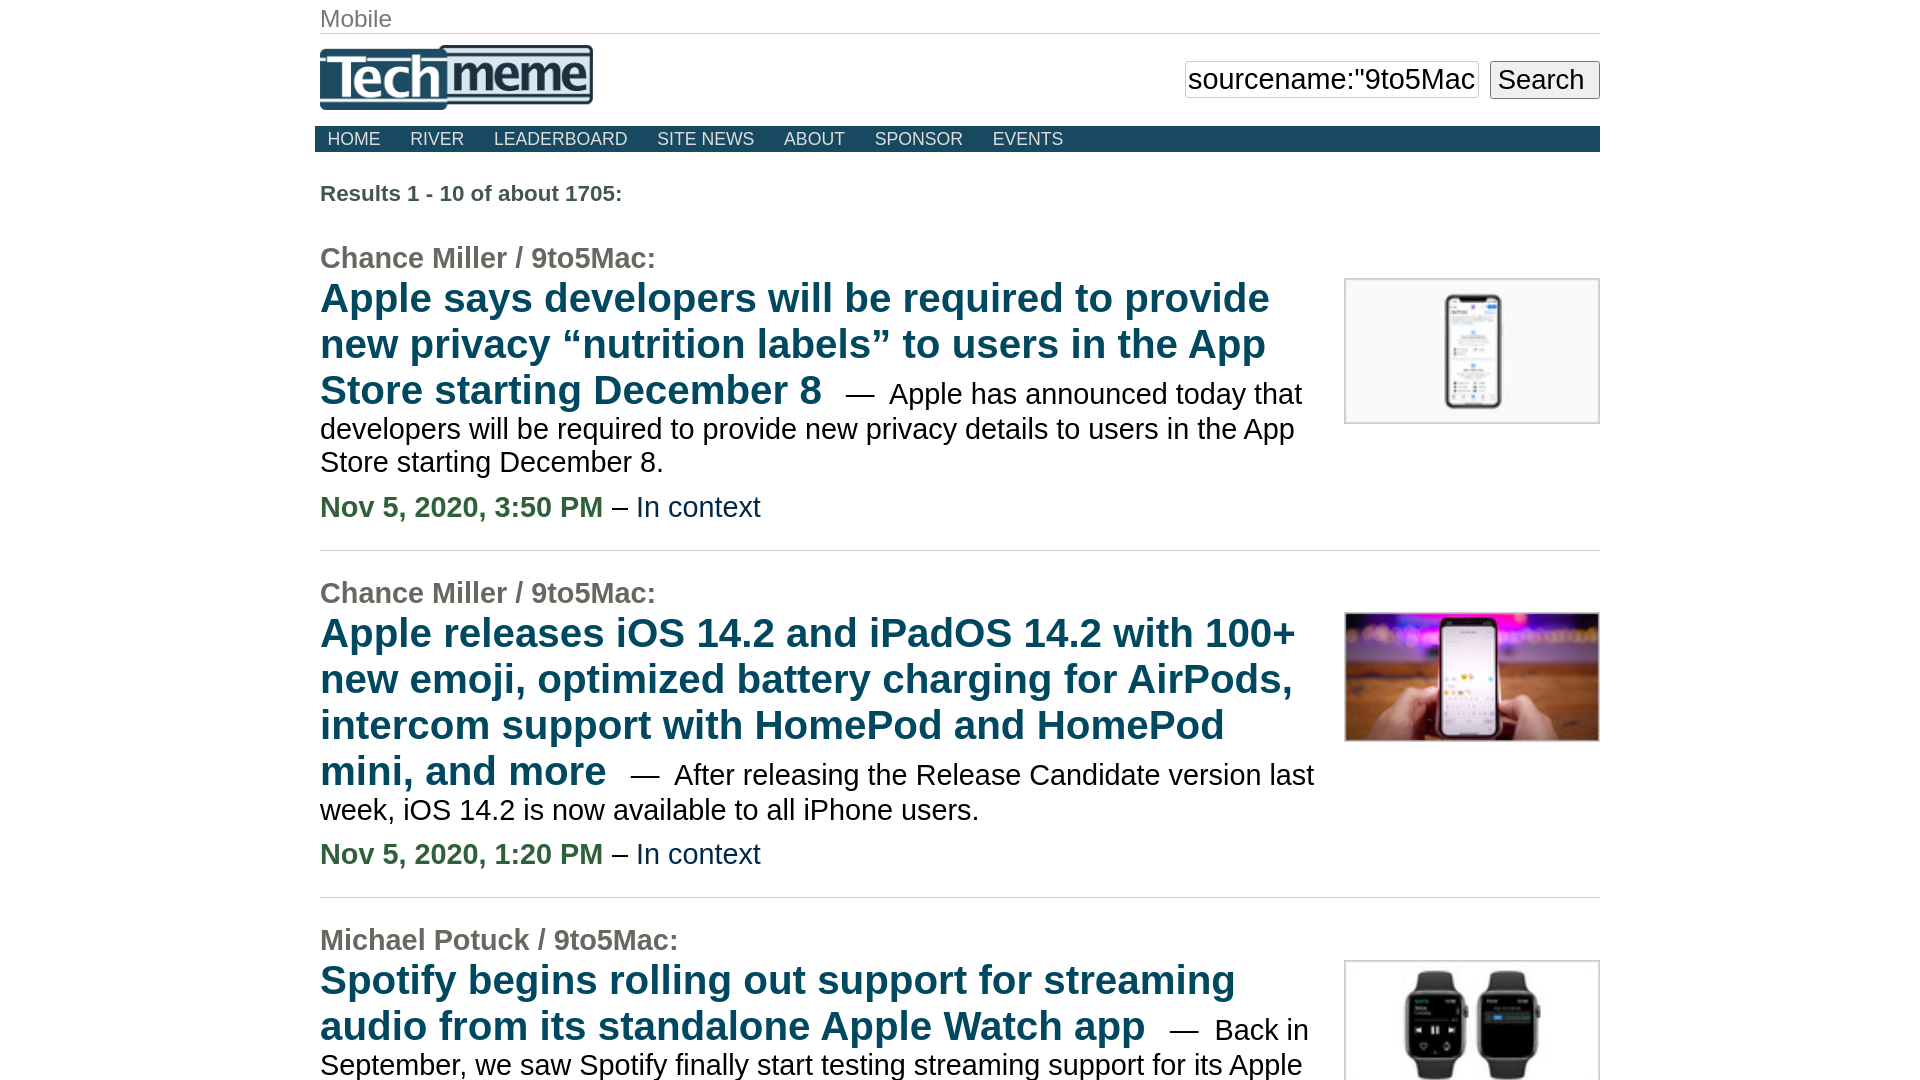 Mobile
Tech meme
sourcename:"9to5Mac
Search
HOME RIVER LEADERBOARD SITE NEWS ABOUT SPONSOR EVENTS
Results 1 - 10 of about 1705:
Chance Miller / 9to5Mac:
Apple says developers will be required to provide
new privacy “nutrition labels” to users in the App
Store starting December 8 — Apple has announced today that
developers will be required to provide new privacy details to users in the App
Store starting December 8.
Nov 5, 2020, 3:50 PM – In context
Chance Miller / 9to5Mac:
Apple releases iOS 14.2 and iPadOS 14.2 with 100+
new emoji, optimized battery charging for AirPods,
intercom support with HomePod and HomePod
mini, and more — After releasing the Release Candidate version last
week, iOS 14.2 is now available to all iPhone users.
Nov 5, 2020, 1:20 PM – In context
Michael Potuck / 9to5Mac:
Spotify begins rolling out support for streaming
audio from its standalone Apple Watch app — Back in
September, we saw Spotify finally start testing streaming support for its Apple